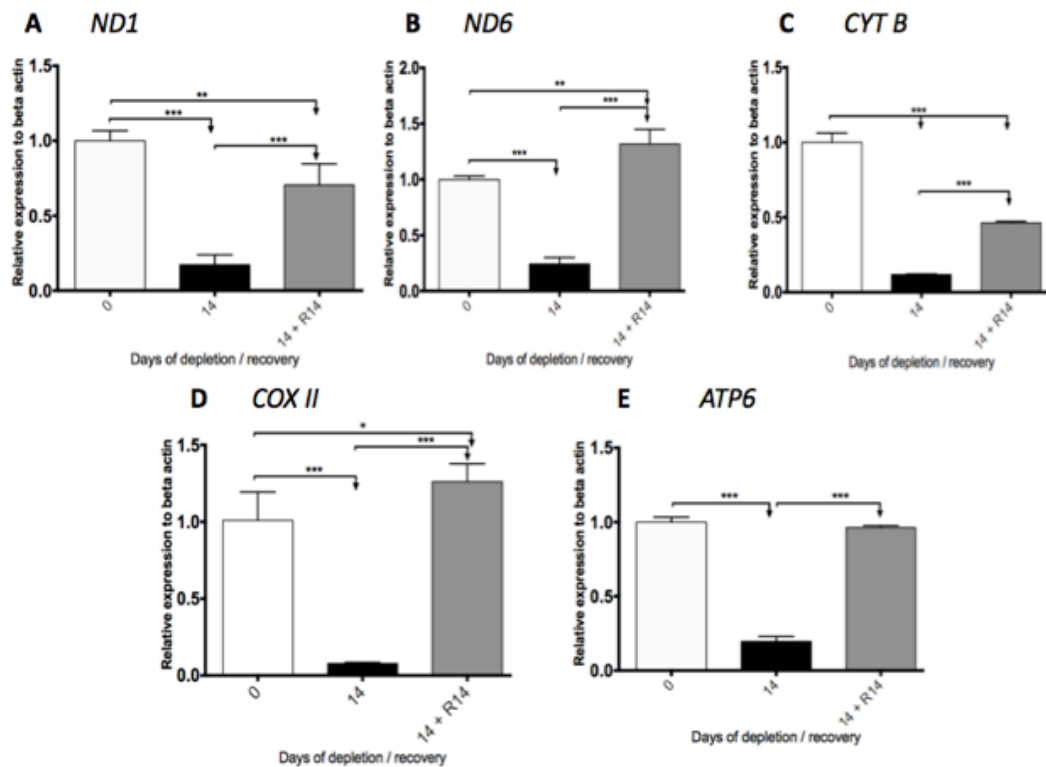 A ND1
Relative expression to beta actin
1.5
1.0
0.5
0.0
**
***
***
0
14
14 + R14
Days of depletion / recovery
B ND6
Relative expression to beta actin
2.0
1.5
1.0
0.5
0.0
**
***
***
0
14
14 + R14
Days of depletion / recovery
C CYT B
Relative expression to beta actin
1.5
1.0
0.5
0.0
***
***
0
14
14 + R14
Days of depletion / recovery
D COX II
Relative expression to beta actin
1.5
1.0
0.5
0.0
*
***
***
0
14
14 + R14
Days of depletion / recovery
E ATP6
Relative expression to beta actin
1.5
1.0
0.5
0.0
***
***
0
14
14 + R14
Days of depletion / recovery